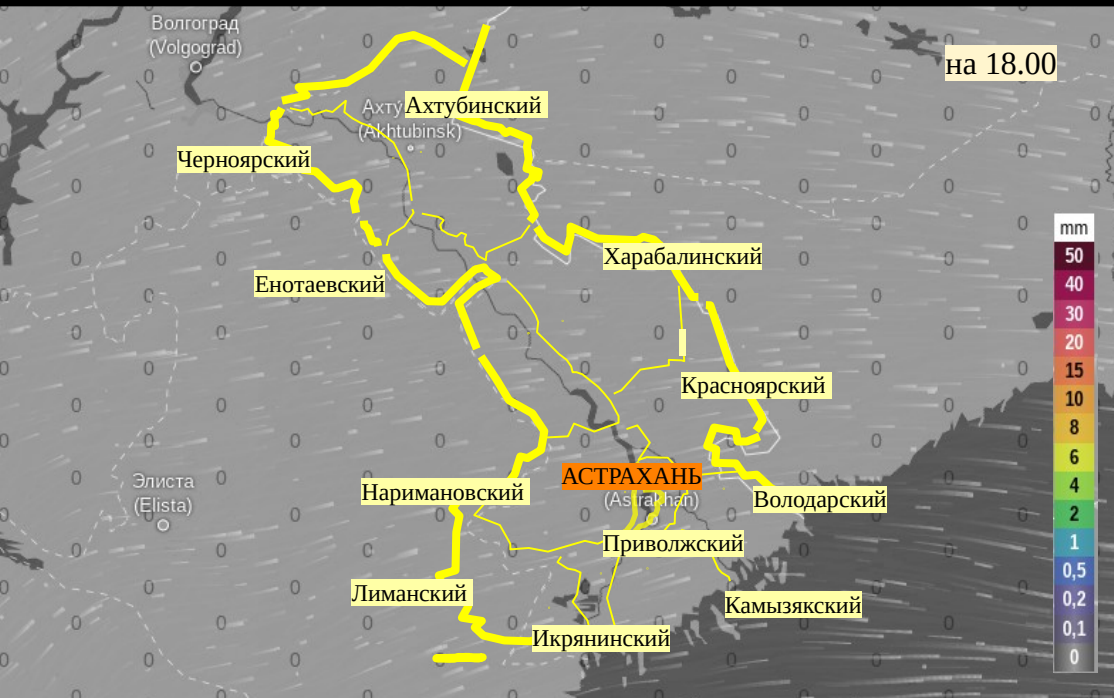 Волгоград
(Volgograd)
на 18.00
Ахту
Ахтубинский
(Akhtubinsk)
Черноярский
mm
50
40
30
20
15
10
8
6
4
2
1
0,5
0,2
0,1
0
Харабалинский
Енотаевский
Красноярский
АСТРАХАНЬ
(Astrakhan)
Элиста
(Elista)
Наримановский
Володарский
Приволжский
Лиманский
Камызякский
Икрянинский